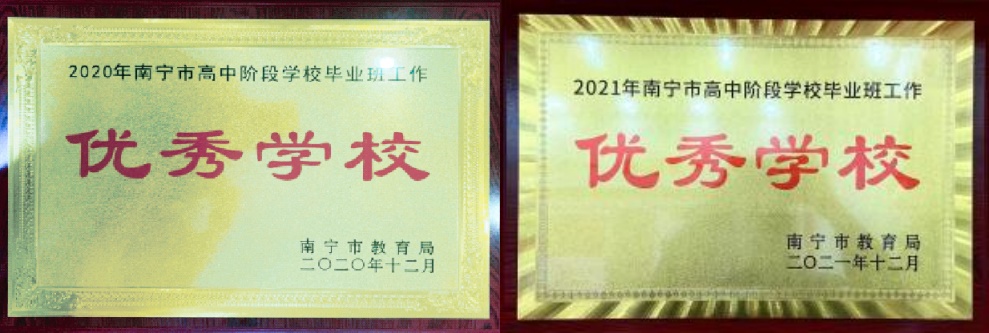 2020年南宁市高中阶段学校毕业班工作
优秀学校
南宁市教育局
二〇二〇年十二月
2021年南宁市高中阶段学校毕业班工作
优秀学校
南宁市教育局
二〇二一年十二月